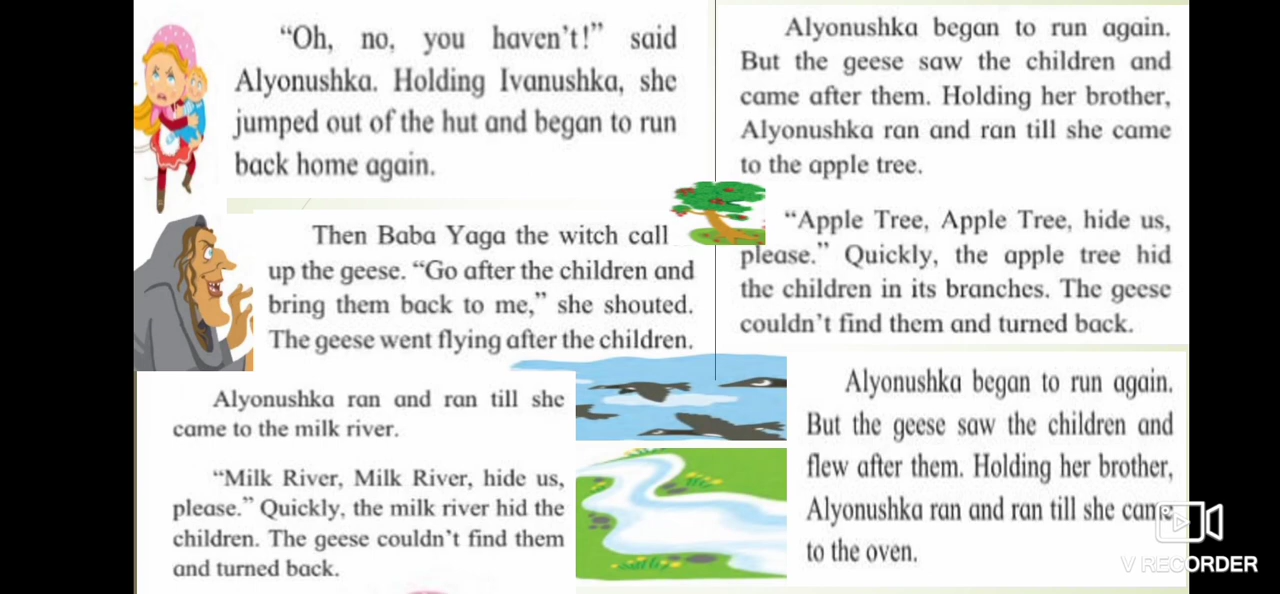 “Oh, no, you haven’t!” said
Alyonushka. Holding Ivanushka, she
jumped out of the hut and began to run
back home again.
Then Baba Yaga the witch call
up the geese. “Go after the children and
bring them back to me,” she shouted.
The geese went flying after the children.
Alyonushka ran and ran till she
came to the milk river.
“Milk River, Milk River, hide us,
please.” Quickly, the milk river hid the
children. The geese couldn’t find them
and turned back.
Alyonushka began to run again.
But the geese saw the children and
came after them. Holding her brother,
Alyonushka ran and ran till she came
to the apple tree.
“Apple Tree, Apple Tree, hide us,
please.” Quickly, the apple tree hid
the children in its branches. The geese
couldn’t find them and turned back.
Alyonushka began to run again.
But the geese saw the children and
flew after them. Holding her brother,
Alyonushka ran and ran till she came
to the oven.
V RECORDER